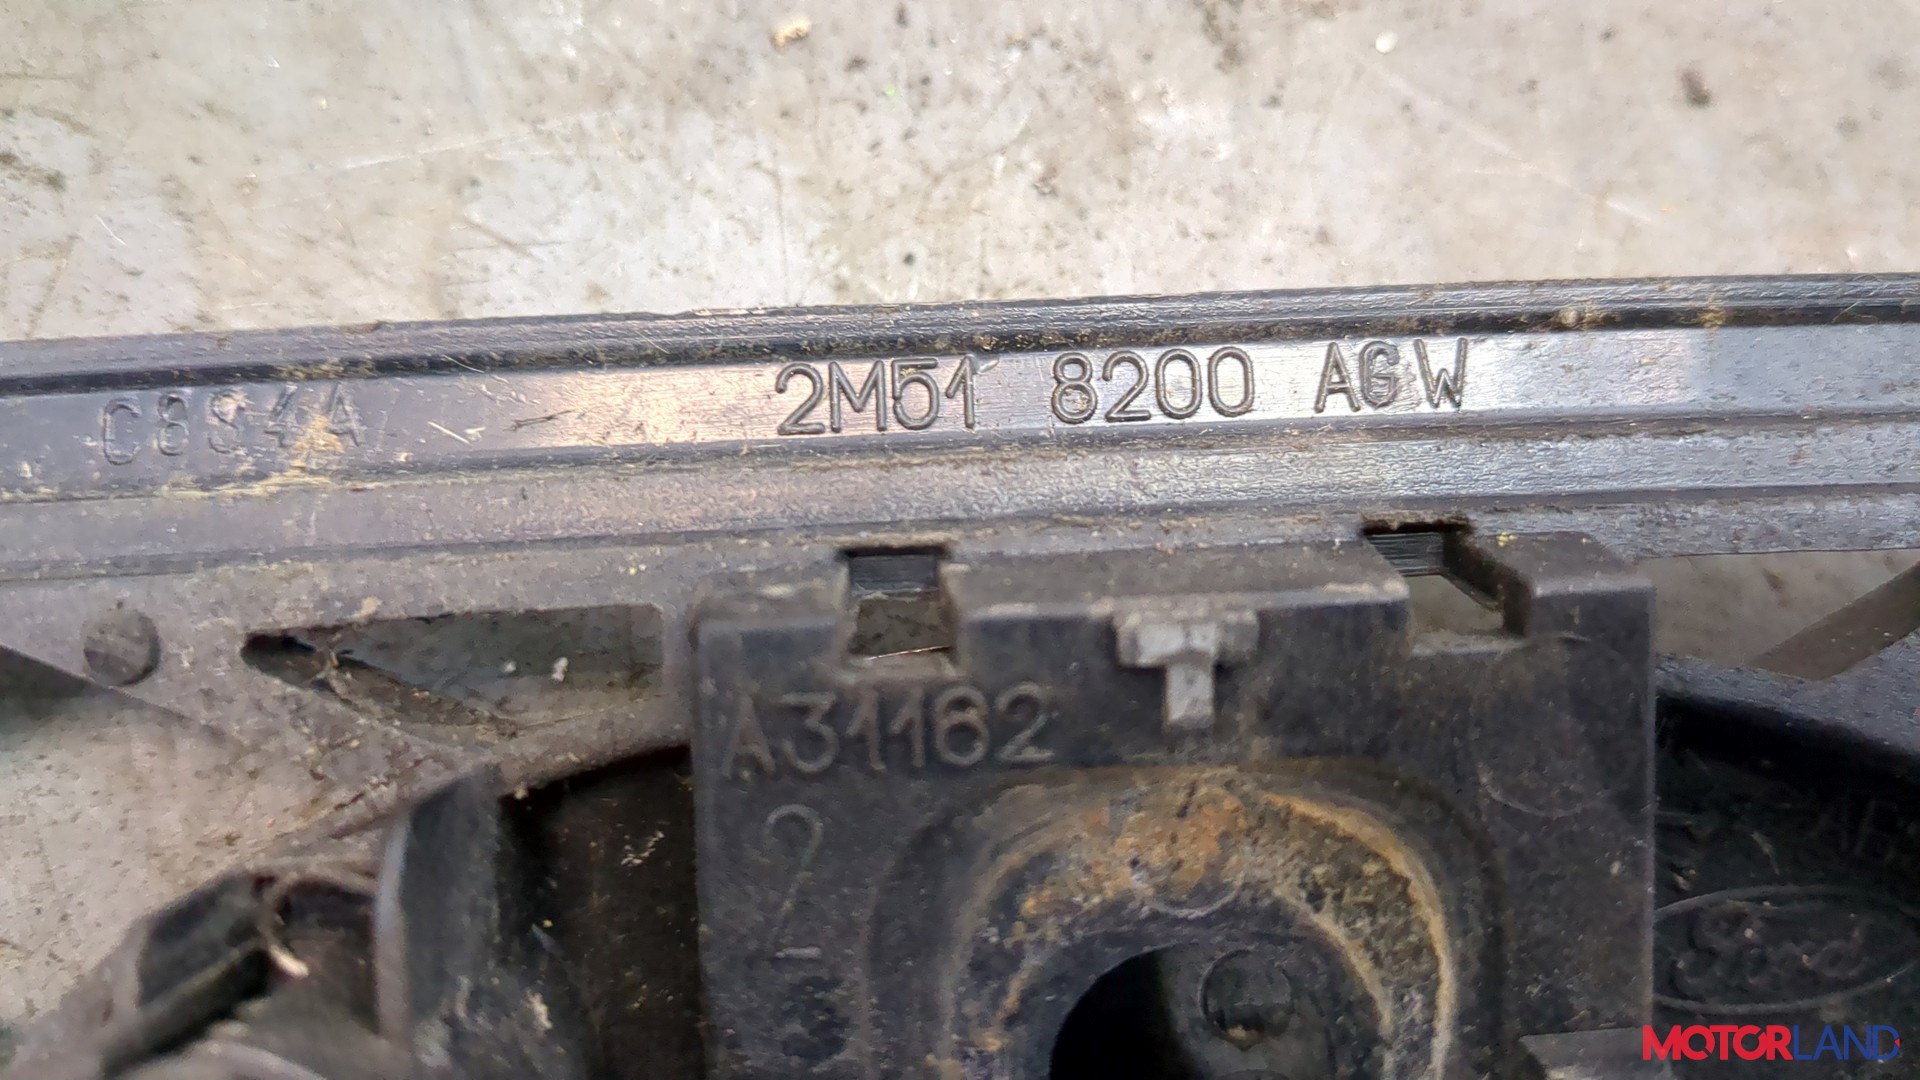 C8S4A 2M51 8200 AGW
A31162
2
Ford
MOTORLAND